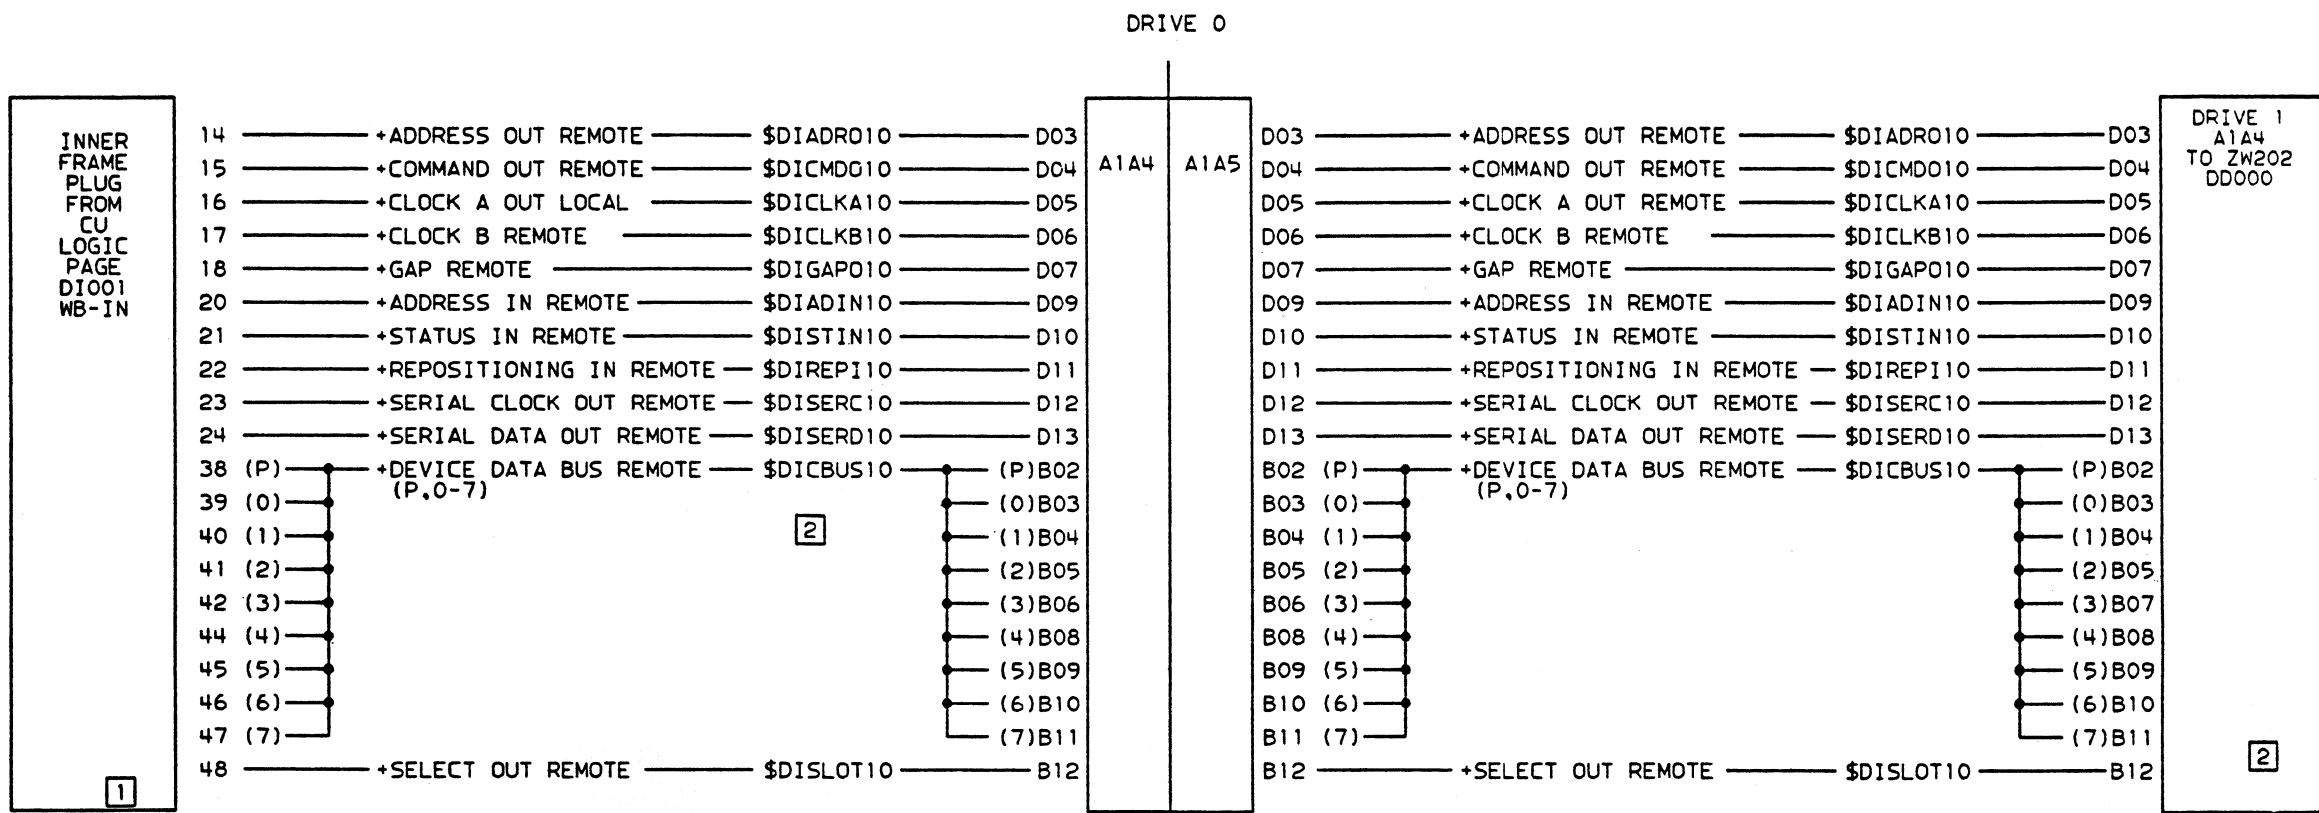 DRIVE 0
INNER
FRAME
PLUG
FROM
CU
LOGIC
PAGE
DI001
WB-IN
1
14 +ADDRESS OUT REMOTE $DIADRO10 D03
15 +COMMAND OUT REMOTE $DICMDO10 D04
16 +CLOCK A OUT LOCAL $DICLKA10 D05
17 +CLOCK B REMOTE $DICLKB10 D06
18 +GAP REMOTE $DIGAPO10 D07
20 +ADDRESS IN REMOTE $DIADIN10 D09
21 +STATUS IN REMOTE $DISTIN10 D10
22 +REPOSITIONING IN REMOTE $DIREPI10 D11
23 +SERIAL CLOCK OUT REMOTE $DISERC10 D12
24 +SERIAL DATA OUT REMOTE $DISERD10 D13
38 (P) +DEVICE DATA BUS REMOTE $DICBUS10 (P)B02
(P,0-7)
39 (0) (0)B03
40 (1) 2 (1)B04
41 (2) (2)B05
42 (3) (3)B06
44 (4) (4)B08
45 (5) (5)B09
46 (6) (6)B10
47 (7) (7)B11
48 +SELECT OUT REMOTE $DISLOT10 B12
A1A4 A1A5
D03 +ADDRESS OUT REMOTE $DIADRO10 D03
D04 +COMMAND OUT REMOTE $DICMDO10 D04
D05 +CLOCK A OUT REMOTE $DICLKA10 D05
D06 +CLOCK B REMOTE $DICLKB10 D06
D07 +GAP REMOTE $DIGAPO10 D07
D09 +ADDRESS IN REMOTE $DIADIN10 D09
D10 +STATUS IN REMOTE $DISTIN10 D10
D11 +REPOSITIONING IN REMOTE $DIREPI10 D11
D12 +SERIAL CLOCK OUT REMOTE $DISERC10 D12
D13 +SERIAL DATA OUT REMOTE $DISERD10 D13
B02 (P) +DEVICE DATA BUS REMOTE $DICBUS10 (P)B02
(P,0-7)
B03 (0) (0)B03
B04 (1) (1)B04
B05 (2) (2)B05
B06 (3) (3)B07
B08 (4) (4)B08
B09 (5) (5)B09
B10 (6) (6)B10
B11 (7) (7)B11
B12 +SELECT OUT REMOTE $DISLOT10 B12
DRIVE 1
A1A4
TO ZW202
DD000
2